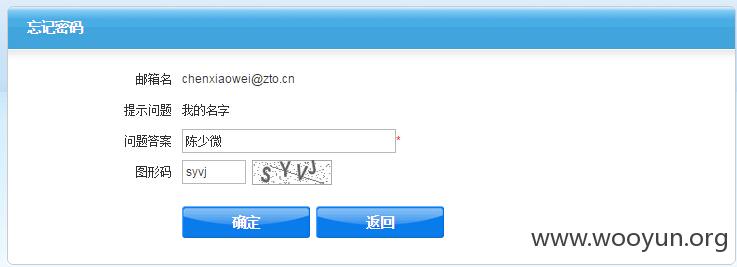 忘记密码
邮箱名 chenxiaowei@zto.cn
提示问题 我的名字
问题答案 陈少微 *
图形码 syvj SYVJ
确定 返回
www.wooyun.org